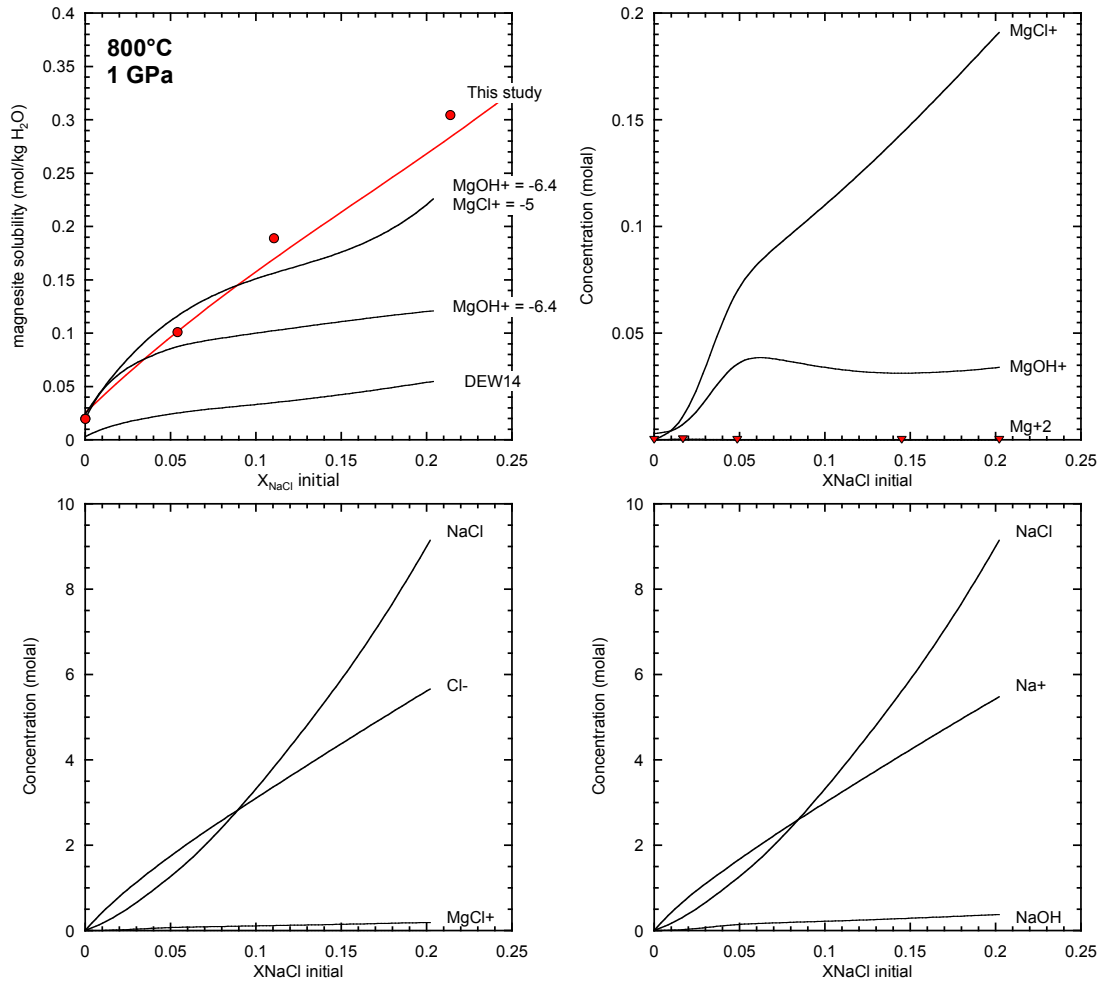 800°C
1 GPa
magnesite solubility (mol/kg H₂O)
0.4
0.35
0.3
0.25
0.2
0.15
0.1
0.05
0
This study
MgOH+ = -6.4
MgCl+ = -5
MgOH+ = -6.4
DEW14
0 0.05 0.1 0.15 0.2 0.25
X_NaCl initial
Concentration (molal)
0.2
0.15
0.1
0.05
0
MgCl+
MgOH+
Mg+2
0 0.05 0.1 0.15 0.2 0.25
XNaCl initial
Concentration (molal)
10
8
6
4
2
0
NaCl
Cl-
MgCl+
0 0.05 0.1 0.15 0.2 0.25
XNaCl initial
Concentration (molal)
10
8
6
4
2
0
NaCl
Na+
NaOH
0 0.05 0.1 0.15 0.2 0.25
XNaCl initial